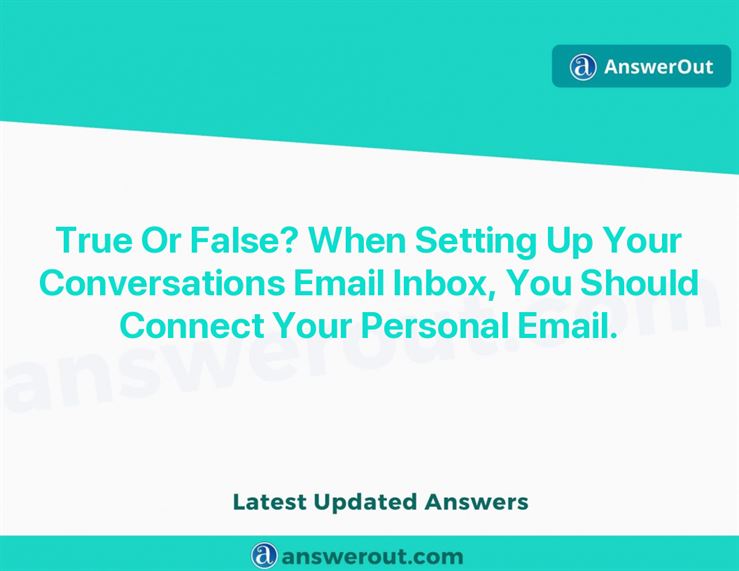 AnswerOut
True Or False? When Setting Up Your
Conversations Email Inbox, You Should
Connect Your Personal Email.
answerout.com
Latest Updated Answers
answerout.com